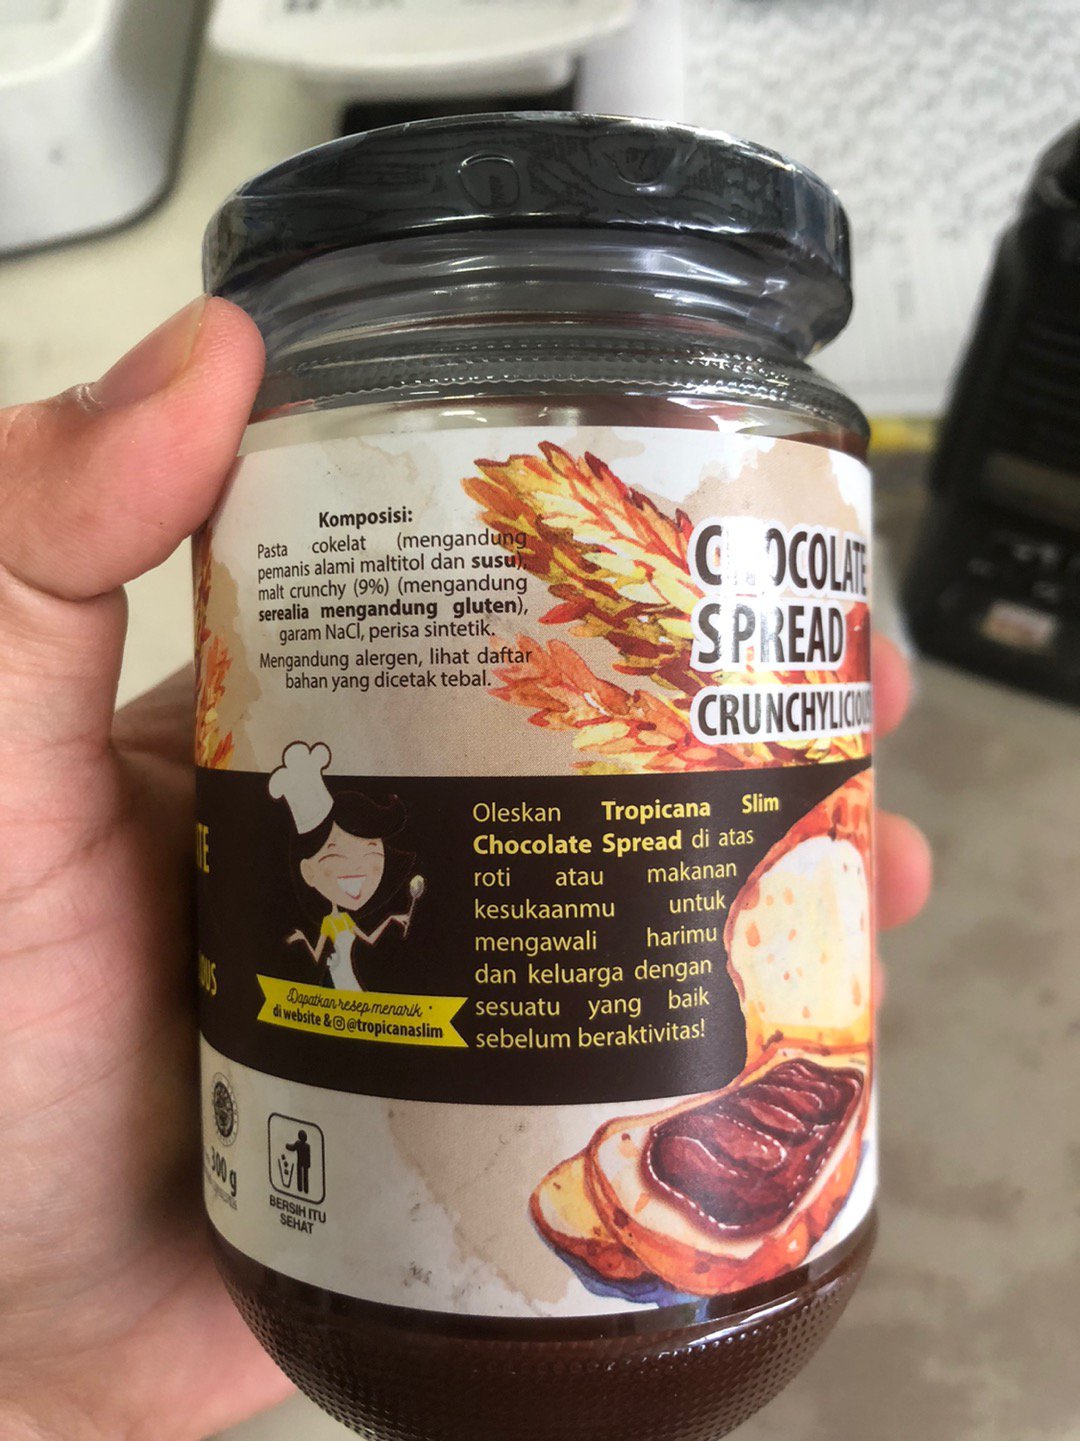 Komposisi:
Pasta cokelat (mengandung
pemanis alami maltitol dan susu),
malt crunchy (9%) (mengandung
serealia mengandung gluten),
garam NaCl, perisa sintetik.
Mengandung alergen, lihat daftar
bahan yang dicetak tebal.
CHOCOLATE
SPREAD
CRUNCHYLICIOUS
Oleskan Tropicana Slim
Chocolate Spread di atas
roti atau makanan
kesukaanmu untuk
mengawali harimu
dan keluarga dengan
sesuatu yang baik
sebelum beraktivitas!
Dapatkan resep menarik
di website & @tropicanaslim
300 g
BERSIH ITU
SEHAT